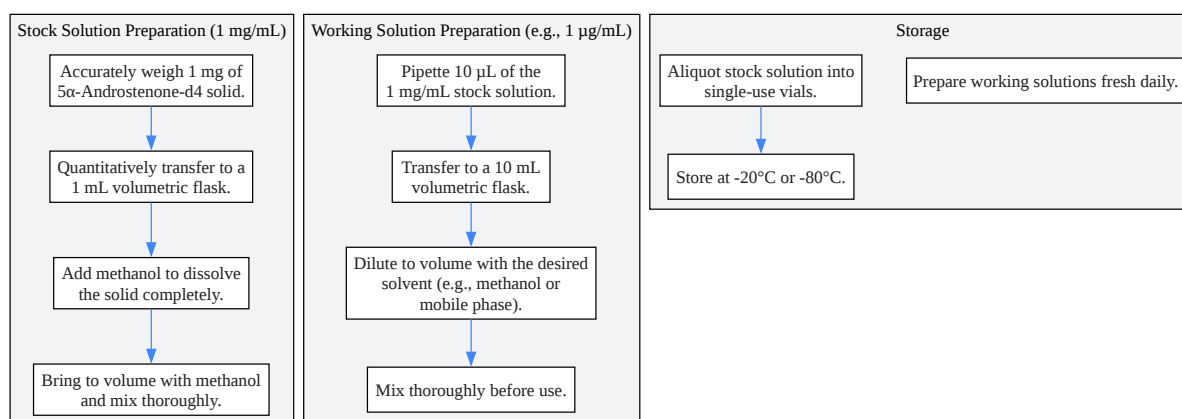 Stock Solution Preparation (1 mg/mL)
Accurately weigh 1 mg of
5α-Androstenone-d4 solid.
Quantitatively transfer to a
1 mL volumetric flask.
Add methanol to dissolve
the solid completely.
Bring to volume with methanol
and mix thoroughly.
Working Solution Preparation (e.g., 1 µg/mL)
Pipette 10 µL of the
1 mg/mL stock solution.
Transfer to a 10 mL
volumetric flask.
Dilute to volume with the desired
solvent (e.g., methanol or
mobile phase).
Mix thoroughly before use.
Storage
Aliquot stock solution into
single-use vials.
Store at -20°C or -80°C.
Prepare working solutions fresh daily.